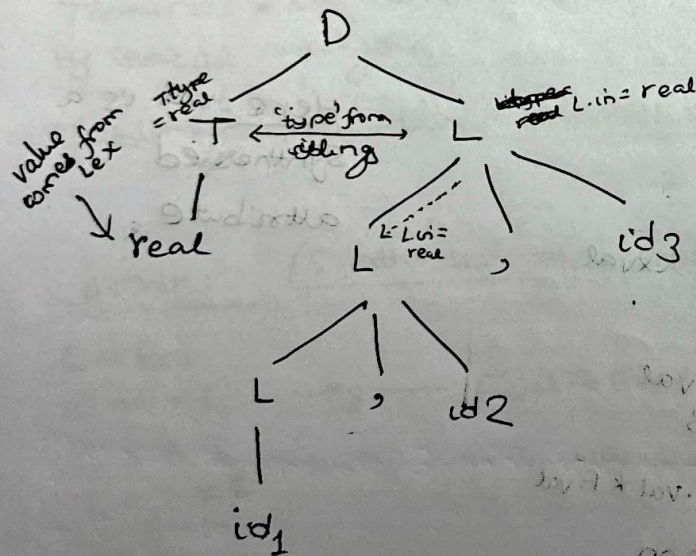 D
T.type
= real
T
'type' from
sibling
L
L.in = real
value
comes from
Lex
real
L
L.in =
real
,
id3
L
,
id2
id1